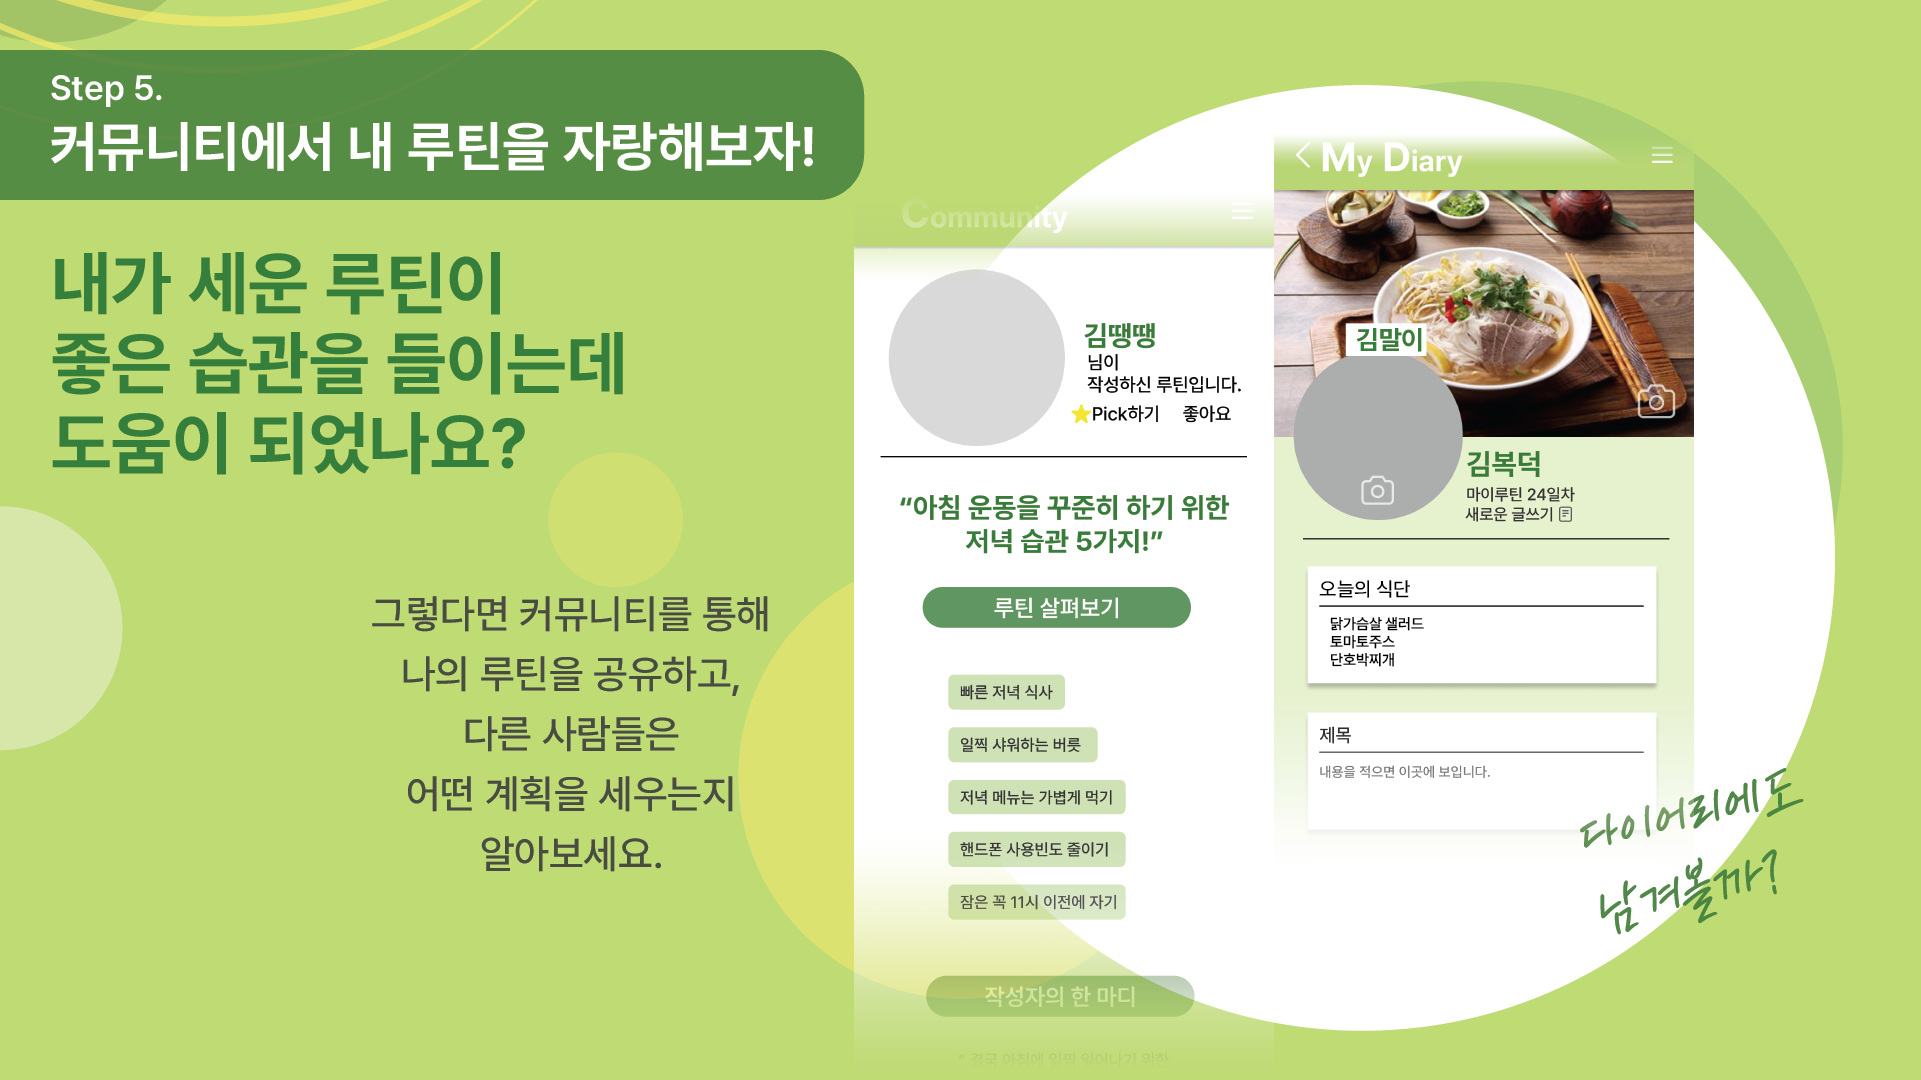 Step 5.
커뮤니티에서 내 루틴을 자랑해보자!
내가 세운 루틴이
좋은 습관을 들이는데
도움이 되었나요?
그렇다면 커뮤니티를 통해
나의 루틴을 공유하고,
다른 사람들은
어떤 계획을 세우는지
알아보세요.
Community
김땡땡
님이
작성하신 루틴입니다.
Pick하기 좋아요
“아침 운동을 꾸준히 하기 위한
저녁 습관 5가지!”
루틴 살펴보기
빠른 저녁 식사
일찍 샤워하는 버릇
저녁 메뉴는 가볍게 먹기
핸드폰 사용빈도 줄이기
잠은 꼭 11시 이전에 자기
작성자의 한 마디
“ 결국 아침에 일찍 일어나기 위한
My Diary
김말이
김복덕
마이루틴 24일차
새로운 글쓰기
오늘의 식단
닭가슴살 샐러드
토마토주스
단호박찌개
제목
내용을 적으면 이곳에 보입니다.
다이어리에도
남겨볼까?